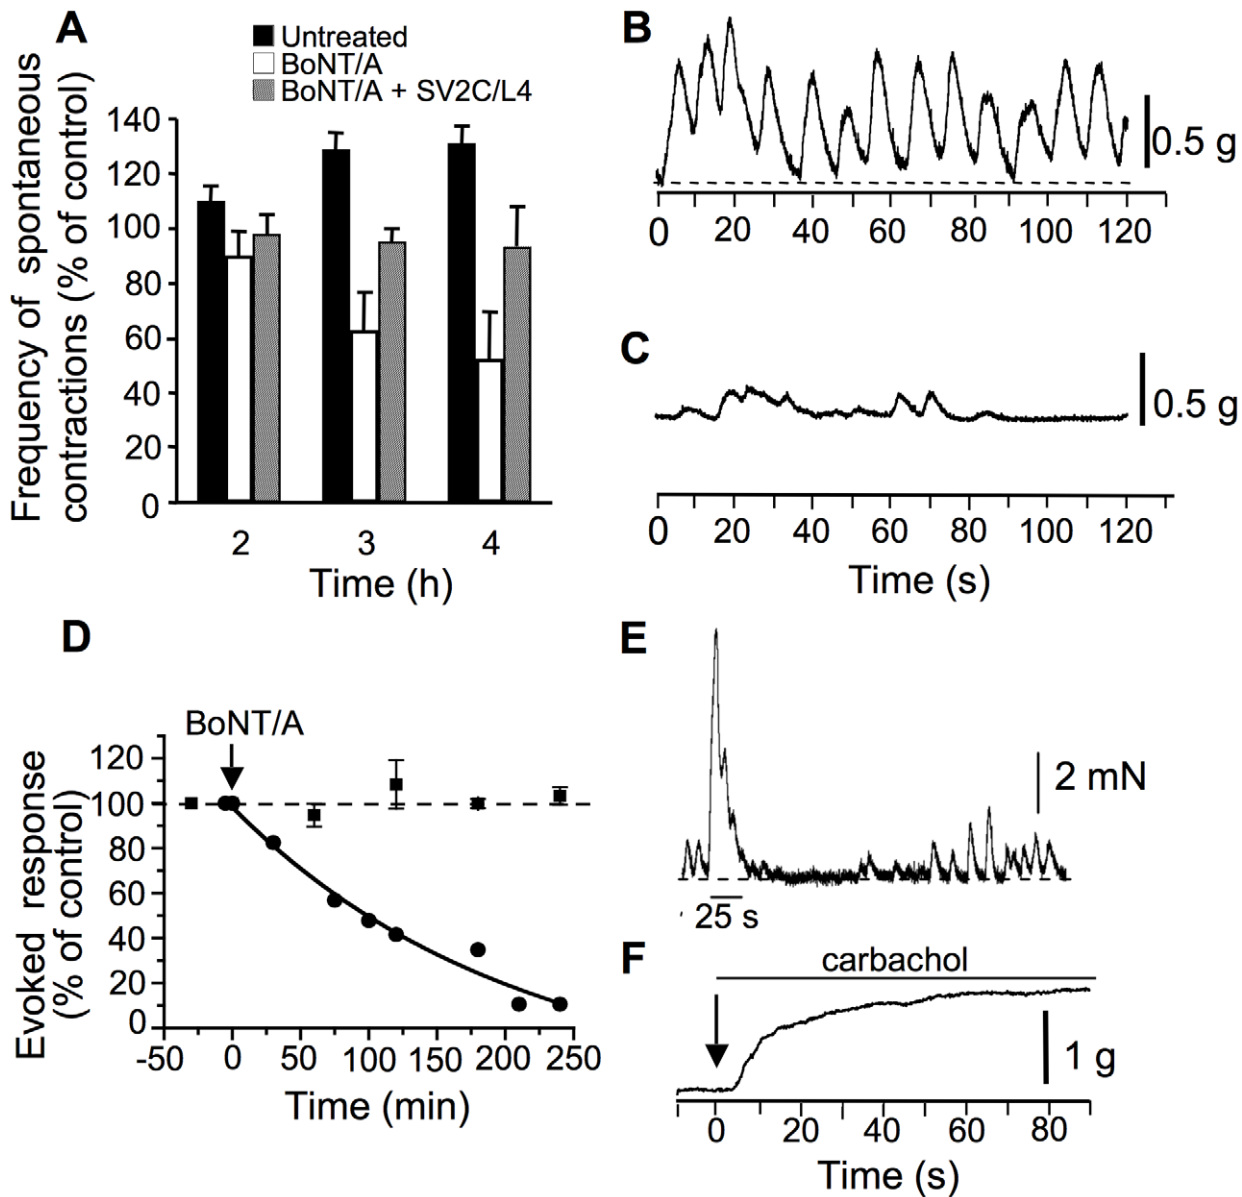 A
Untreated
BoNT/A
BoNT/A + SV2C/L4
Frequency of spontaneous
contractions (% of control)
140
120
100
80
60
40
20
0
2 3 4
Time (h)
B
0.5 g
0 20 40 60 80 100 120
C
0.5 g
0 20 40 60 80 100 120
Time (s)
D
BoNT/A
Evoked response
(% of control)
120
100
80
60
40
20
0
-50 0 50 100 150 200 250
Time (min)
E
2 mN
25 s
F
carbachol
1 g
0 20 40 60 80
Time (s)